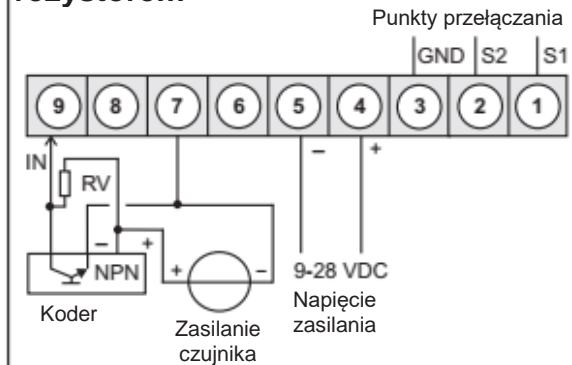 Punkty przełączania
GND S2 S1
9 8 7 6 5 4 3 2 1
IN − +
RV
− +
NPN + − 9-28 VDC
Koder Napięcie
Zasilanie zasilania
czujnika